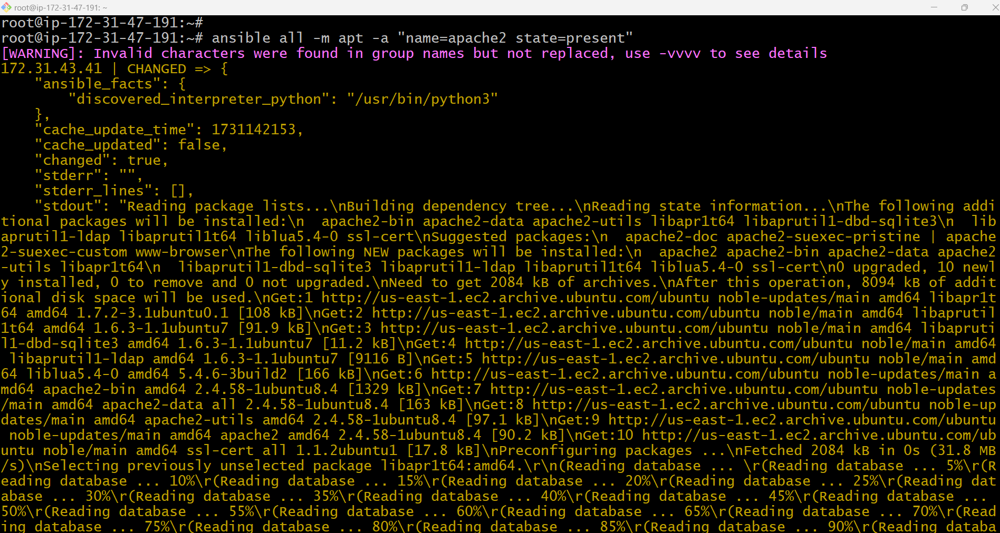 root@ip-172-31-47-191: ~
root@ip-172-31-47-191:~#
root@ip-172-31-47-191:~# ansible all -m apt -a "name=apache2 state=present"
[WARNING]: Invalid characters were found in group names but not replaced, use -vvvv to see details
172.31.43.41 | CHANGED => {
    "ansible_facts": {
        "discovered_interpreter_python": "/usr/bin/python3"
    },
    "cache_update_time": 1731142153,
    "cache_updated": false,
    "changed": true,
    "stderr": "",
    "stderr_lines": [],
    "stdout": "Reading package lists...\nBuilding dependency tree...\nReading state information...\nThe following addi
tional packages will be installed:\n  apache2-bin apache2-data apache2-utils libapr1t64 libaprutil1-dbd-sqlite3\n  lib
aprutil1-ldap libaprutil1t64 liblua5.4-0 ssl-cert\nSuggested packages:\n  apache2-doc apache2-suexec-pristine | apache
2-suexec-custom www-browser\nThe following NEW packages will be installed:\n  apache2 apache2-bin apache2-data apache2
-utils libapr1t64\n  libaprutil1-dbd-sqlite3 libaprutil1-ldap libaprutil1t64 liblua5.4-0 ssl-cert\n0 upgraded, 10 newl
y installed, 0 to remove and 0 not upgraded.\nNeed to get 2084 kB of archives.\nAfter this operation, 8094 kB of addit
ional disk space will be used.\nGet:1 http://us-east-1.ec2.archive.ubuntu.com/ubuntu noble-updates/main amd64 libapr1t
64 amd64 1.7.2-3.1ubuntu0.1 [108 kB]\nGet:2 http://us-east-1.ec2.archive.ubuntu.com/ubuntu noble/main amd64 libaprutil
1t64 amd64 1.6.3-1.1ubuntu7 [91.9 kB]\nGet:3 http://us-east-1.ec2.archive.ubuntu.com/ubuntu noble/main amd64 libapruti
l1-dbd-sqlite3 amd64 1.6.3-1.1ubuntu7 [11.2 kB]\nGet:4 http://us-east-1.ec2.archive.ubuntu.com/ubuntu noble/main amd64
 libaprutil1-ldap amd64 1.6.3-1.1ubuntu7 [9116 B]\nGet:5 http://us-east-1.ec2.archive.ubuntu.com/ubuntu noble/main amd
64 liblua5.4-0 amd64 5.4.6-3build2 [166 kB]\nGet:6 http://us-east-1.ec2.archive.ubuntu.com/ubuntu noble-updates/main a
md64 apache2-bin amd64 2.4.58-1ubuntu8.4 [1329 kB]\nGet:7 http://us-east-1.ec2.archive.ubuntu.com/ubuntu noble-updates
/main amd64 apache2-data all 2.4.58-1ubuntu8.4 [163 kB]\nGet:8 http://us-east-1.ec2.archive.ubuntu.com/ubuntu noble-up
dates/main amd64 apache2-utils amd64 2.4.58-1ubuntu8.4 [97.1 kB]\nGet:9 http://us-east-1.ec2.archive.ubuntu.com/ubuntu
 noble-updates/main amd64 apache2 amd64 2.4.58-1ubuntu8.4 [90.2 kB]\nGet:10 http://us-east-1.ec2.archive.ubuntu.com/ub
untu noble/main amd64 ssl-cert all 1.1.2ubuntu1 [17.8 kB]\nPreconfiguring packages ...\nFetched 2084 kB in 0s (31.8 MB
/s)\nSelecting previously unselected package libapr1t64:amd64.\r\n(Reading database ... \r(Reading database ... 5%\r(R
eading database ... 10%\r(Reading database ... 15%\r(Reading database ... 20%\r(Reading database ... 25%\r(Reading dat
abase ... 30%\r(Reading database ... 35%\r(Reading database ... 40%\r(Reading database ... 45%\r(Reading database ...
50%\r(Reading database ... 55%\r(Reading database ... 60%\r(Reading database ... 65%\r(Reading database ... 70%\r(Read
ing database ... 75%\r(Reading database ... 80%\r(Reading database ... 85%\r(Reading database ... 90%\r(Reading databa